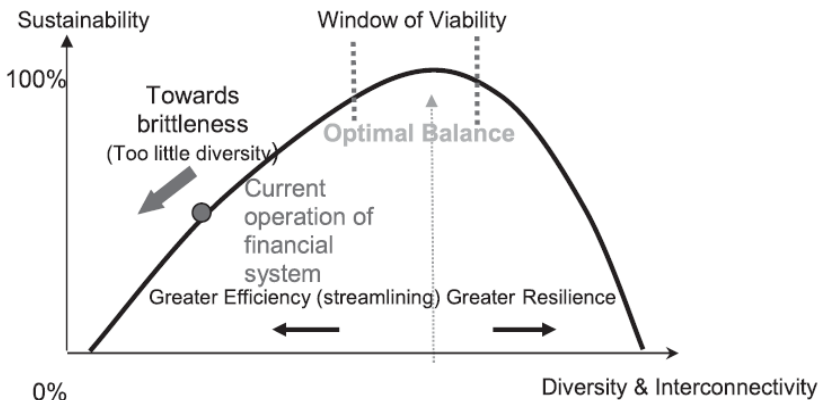 Sustainability
Window of Viability
100%
Towards
brittleness
(Too little diversity)
Optimal Balance
Current
operation of
financial
system
Greater Efficiency (streamlining) Greater Resilience
0%
Diversity & Interconnectivity